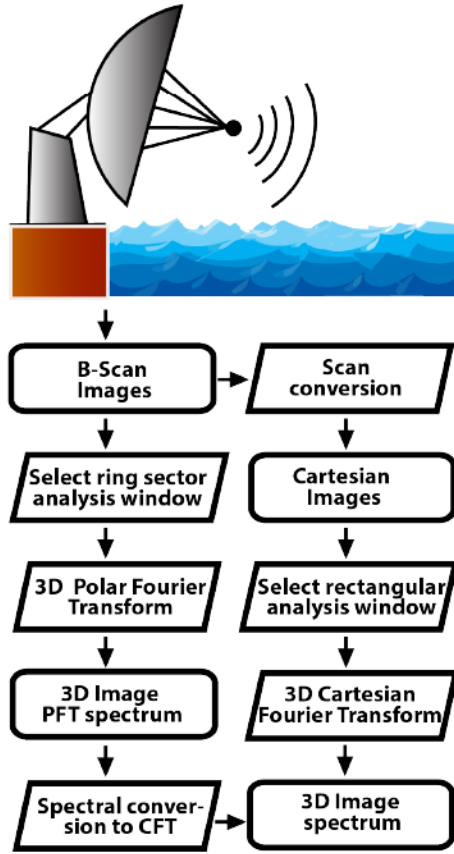 B-Scan
Images
Scan
conversion
Select ring sector
analysis window
Cartesian
Images
3D Polar Fourier
Transform
Select rectangular
analysis window
3D Image
PFT spectrum
3D Cartesian
Fourier Transform
Spectral conver-
sion to CFT
3D Image
spectrum